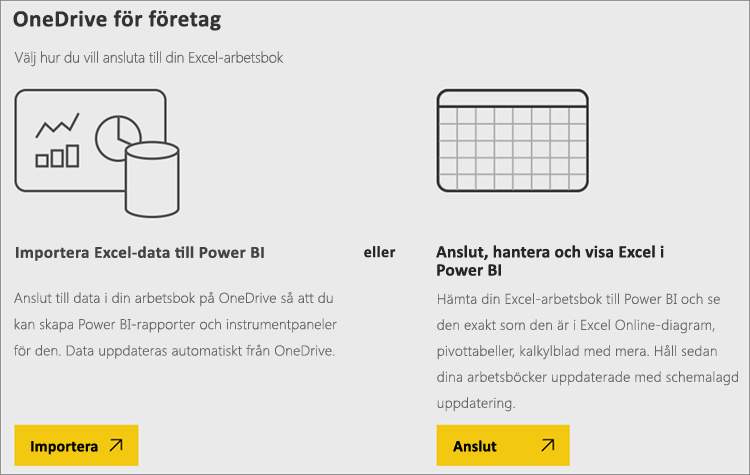 OneDrive för företag
Välj hur du vill ansluta till din Excel-arbetsbok
Importera Excel-data till Power BI
Anslut till data i din arbetsbok på OneDrive så att du
kan skapa Power BI-rapporter och instrumentpaneler
för den. Data uppdateras automatiskt från OneDrive.
Importera
eller
Anslut, hantera och visa Excel i
Power BI
Hämta din Excel-arbetsbok till Power BI och se
den exakt som den är i Excel Online-diagram,
pivottabeller, kalkylblad med mera. Håll sedan
dina arbetsböcker uppdaterade med schemalagd
uppdatering.
Anslut